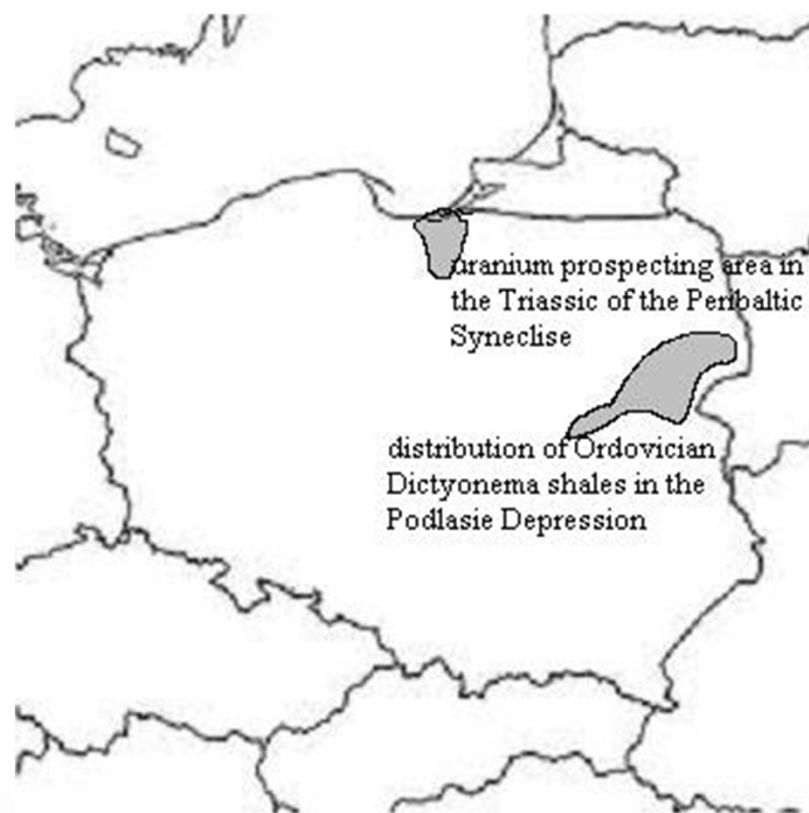 uranium prospecting area in
the Triassic of the Peribaltic
Syneclise
distribution of Ordovician
Dictyonema shales in the
Podlasie Depression